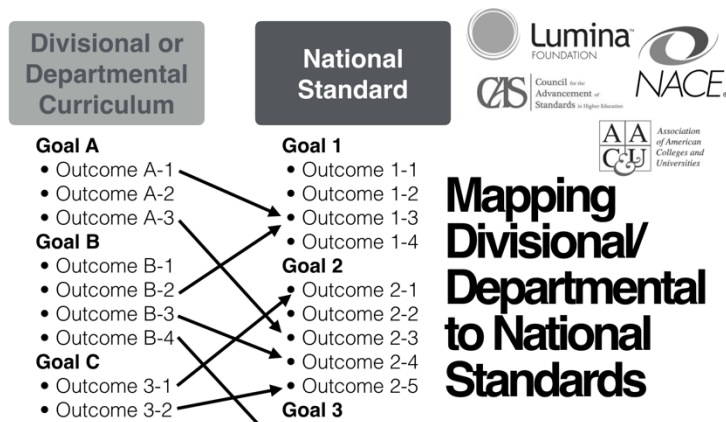 Divisional or
Departmental
Curriculum
Goal A
• Outcome A-1
• Outcome A-2
• Outcome A-3
Goal B
• Outcome B-1
• Outcome B-2
• Outcome B-3
• Outcome B-4
Goal C
• Outcome 3-1
• Outcome 3-2
National
Standard
Goal 1
• Outcome 1-1
• Outcome 1-2
• Outcome 1-3
• Outcome 1-4
Goal 2
• Outcome 2-1
• Outcome 2-2
• Outcome 2-3
• Outcome 2-4
• Outcome 2-5
Goal 3
Lumina
FOUNDATION
CAS
Council for the
Advancement of
Standards in Higher Education
NACE
AAC&U
Association
of American
Colleges and
Universities
Mapping
Divisional/
Departmental
to National
Standards